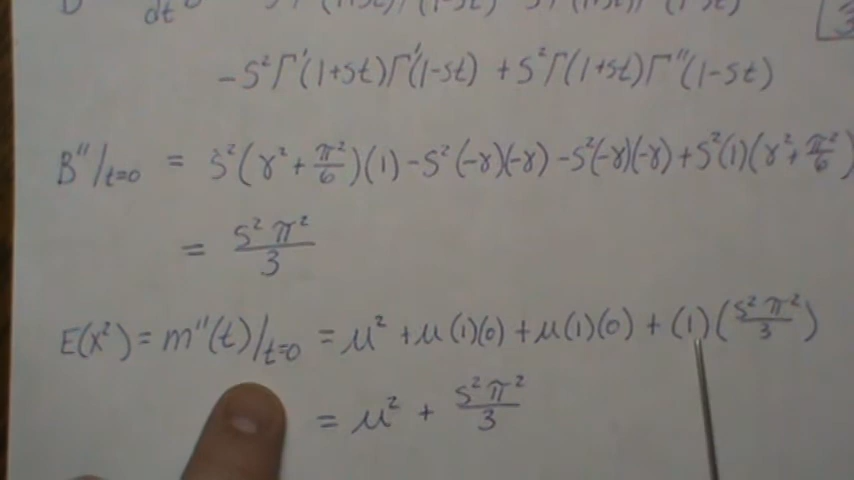 dt
-S²Γ'(1+st)Γ'(1-st) + S²Γ(1+st)Γ''(1-st)
B''/t=0 = S²(γ²+π²/6)(1) - S²(-γ)(-γ) - S²(-γ)(-γ) + S²(1)(γ²+π²/6)
= S²π²/3
E(x²) = m''(t)/t=0 = μ² + μ(1)(0) + μ(1)(0) + (1)(S²π²/3)
= μ² + S²π²/3